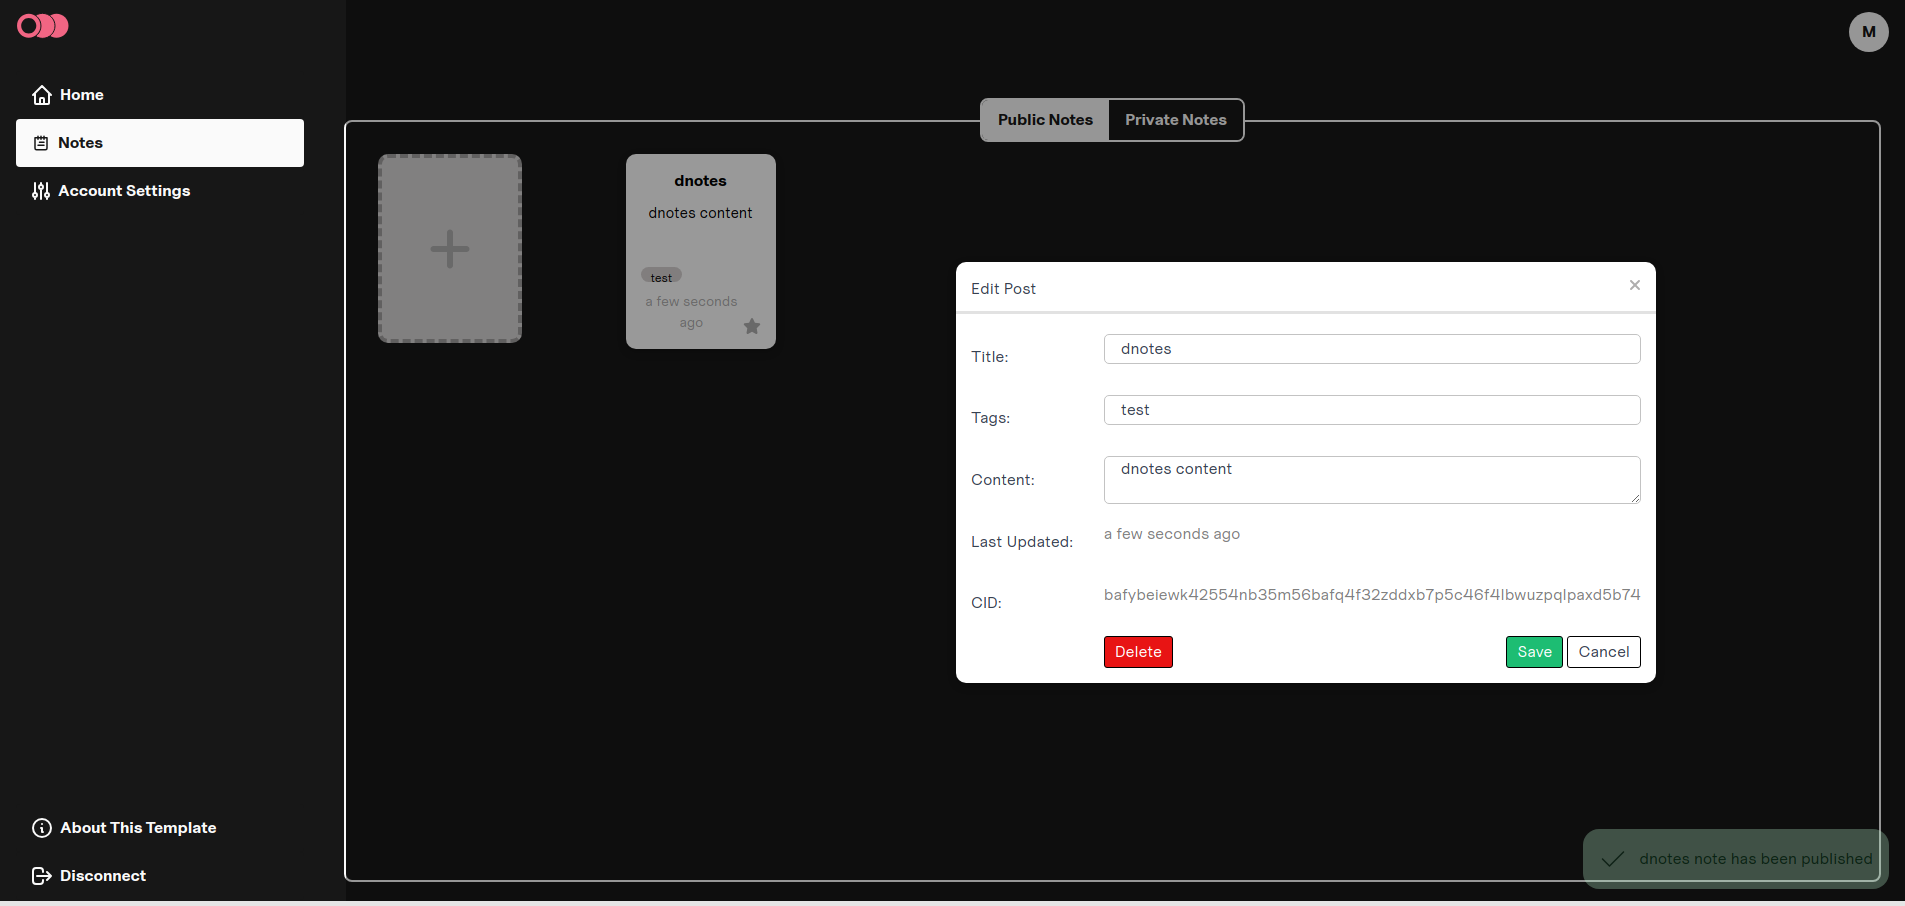 M
Home
Notes
Account Settings
Public Notes
Private Notes
dnotes
dnotes content
test
a few seconds
ago
Edit Post
Title:
dnotes
Tags:
test
Content:
dnotes content
Last Updated:
a few seconds ago
CID:
bafybeiewk42554nb35m56bafq4f32zddxb7p5c46f4lbwuzpqlpaxd5b74
Delete
Save
Cancel
About This Template
Disconnect
dnotes note has been published